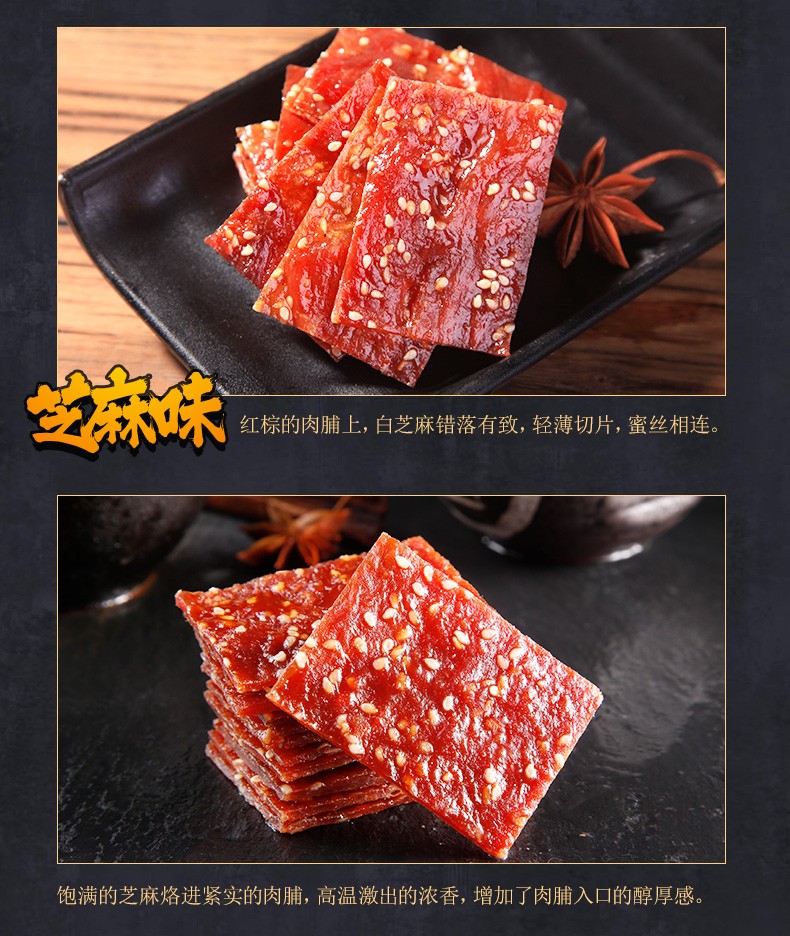 芝麻味
红棕的肉脯上，白芝麻错落有致，轻薄切片，蜜丝相连。
饱满的芝麻烙进紧实的肉脯，高温激出的浓香，增加了肉脯入口的醇厚感。